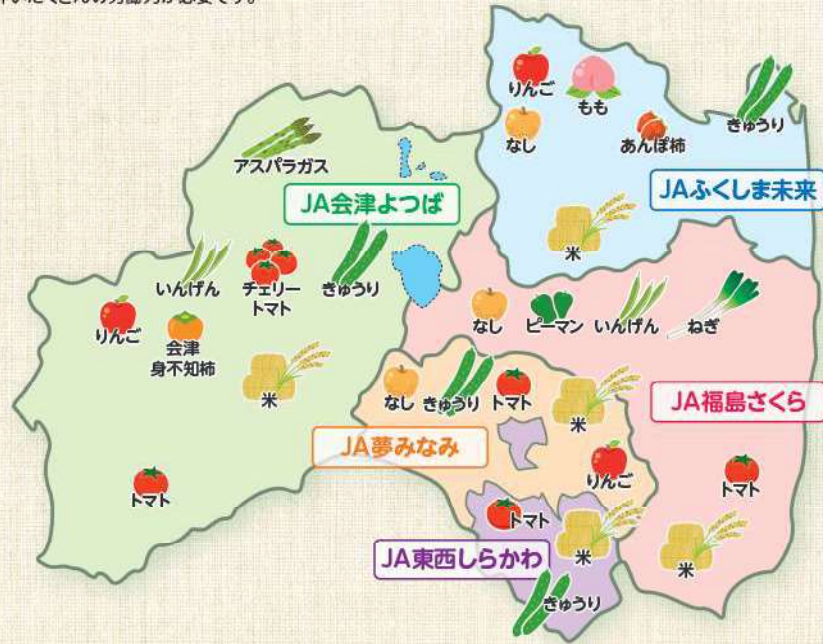 りんご
もも
なし
あんぽ柿
きゅうり
アスパラガス
JA会津よつば
JAふくしま未来
米
いんげん
チェリー
トマト
きゅうり
りんご
会津
身不知柿
米
なし
ピーマン
いんげん
ねぎ
なし
きゅうり
トマト
米
JA福島さくら
JA夢みなみ
りんご
トマト
トマト
トマト
米
米
JA東西しらかわ
きゅうり